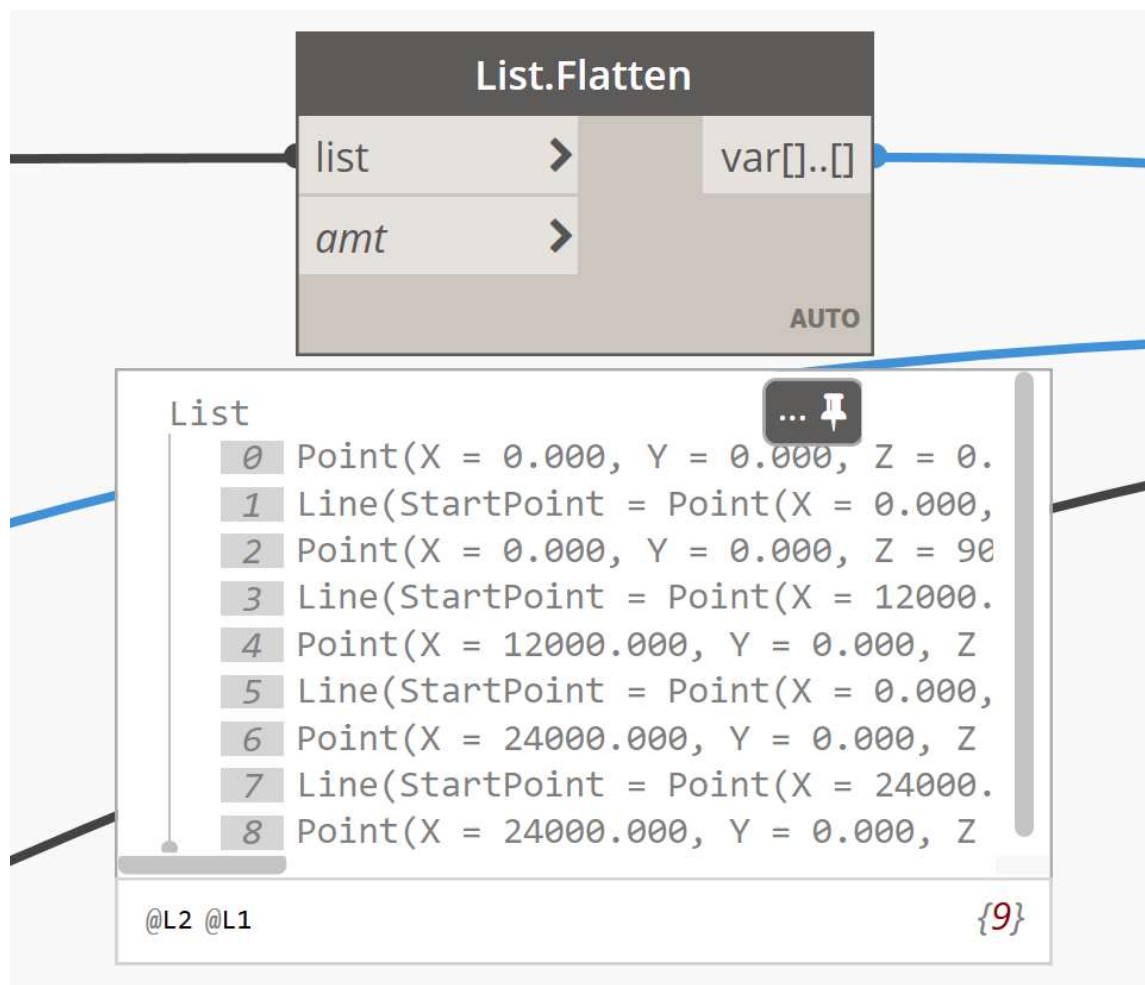 List.Flatten
list var[]..[]
amt
AUTO
...
List
0 Point(X = 0.000, Y = 0.000, Z = 0.
1 Line(StartPoint = Point(X = 0.000,
2 Point(X = 0.000, Y = 0.000, Z = 90
3 Line(StartPoint = Point(X = 12000.
4 Point(X = 12000.000, Y = 0.000, Z
5 Line(StartPoint = Point(X = 0.000,
6 Point(X = 24000.000, Y = 0.000, Z
7 Line(StartPoint = Point(X = 24000.
8 Point(X = 24000.000, Y = 0.000, Z
@L2 @L1 {9}